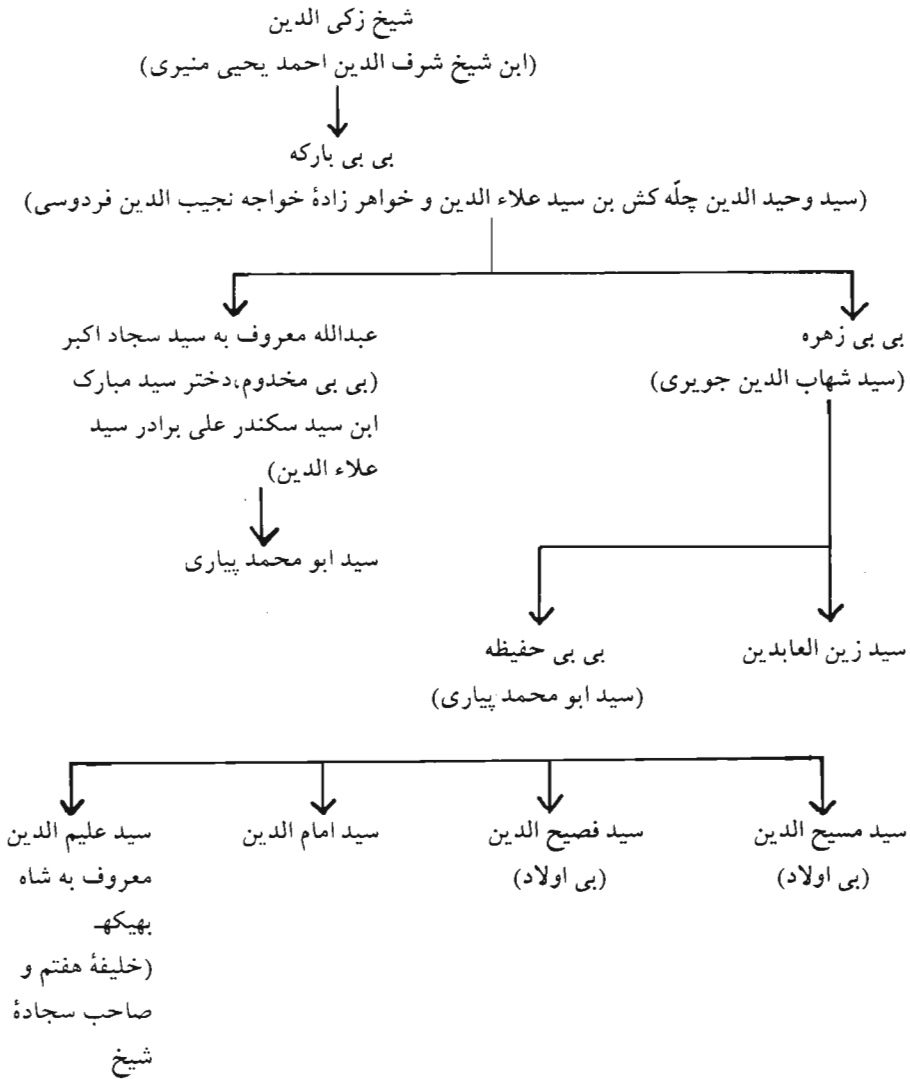 شیخ زکی الدین
(ابن شیخ شرف الدین احمد یحیی منیری)
بی بی بارکه
(سید وحید الدین چلّه کش بن سید علاء الدین و خواهر زادهٔ خواجه نجیب الدین فردوسی)
بی بی زهره
(سید شهاب الدین جویری)
عبدالله معروف به سید سجاد اکبر
(بی بی مخدوم،دختر سید مبارک
ابن سید سکندر علی برادر سید
علاء الدین)
سید ابو محمد پیاری
سید زین العابدین
بی بی حفیظه
(سید ابو محمد پیاری)
سید مسیح الدین
(بی اولاد)
سید فصیح الدین
(بی اولاد)
سید امام الدین
سید علیم الدین
معروف به شاه
بهیکهـ
(خلیفهٔ هفتم و
صاحب سجادهٔ
شیخ